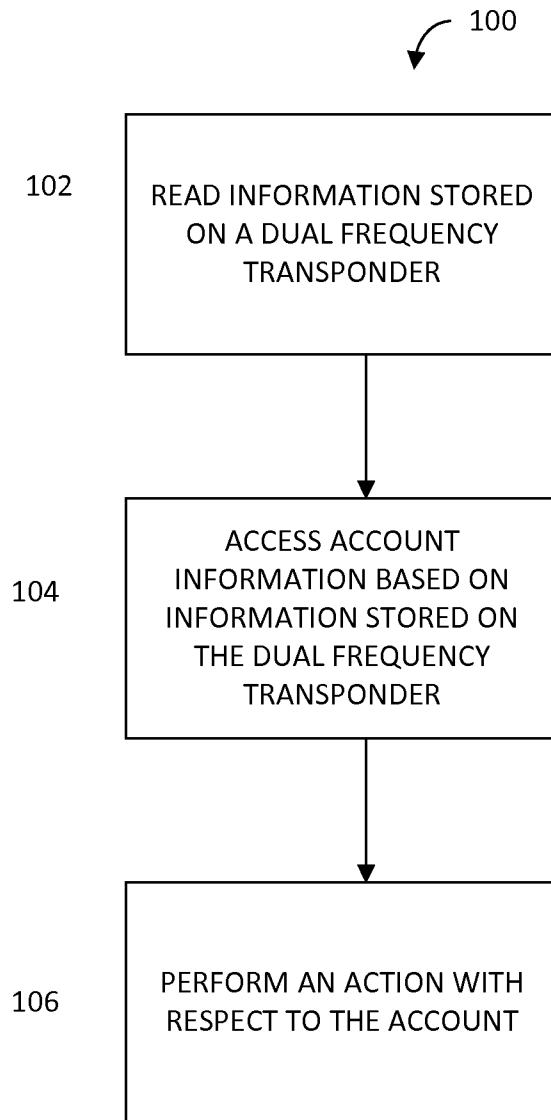 100
102
READ INFORMATION STORED
ON A DUAL FREQUENCY
TRANSPONDER
104
ACCESS ACCOUNT
INFORMATION BASED ON
INFORMATION STORED ON
THE DUAL FREQUENCY
TRANSPONDER
106
PERFORM AN ACTION WITH
RESPECT TO THE ACCOUNT